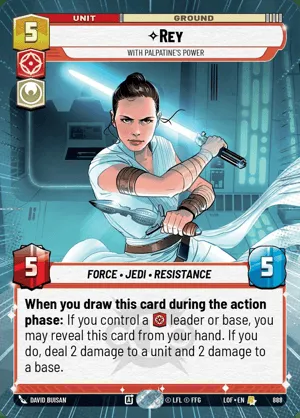 UNIT GROUND
5
✧REY
WITH PALPATINE'S POWER
5
5
FORCE • JEDI • RESISTANCE
When you draw this card during the action
phase: If you control a leader or base, you
may reveal this card from your hand. If you
do, deal 2 damage to a unit and 2 damage to
a base.
DAVID BUISAN © LFL © FFG LOF • EN 888